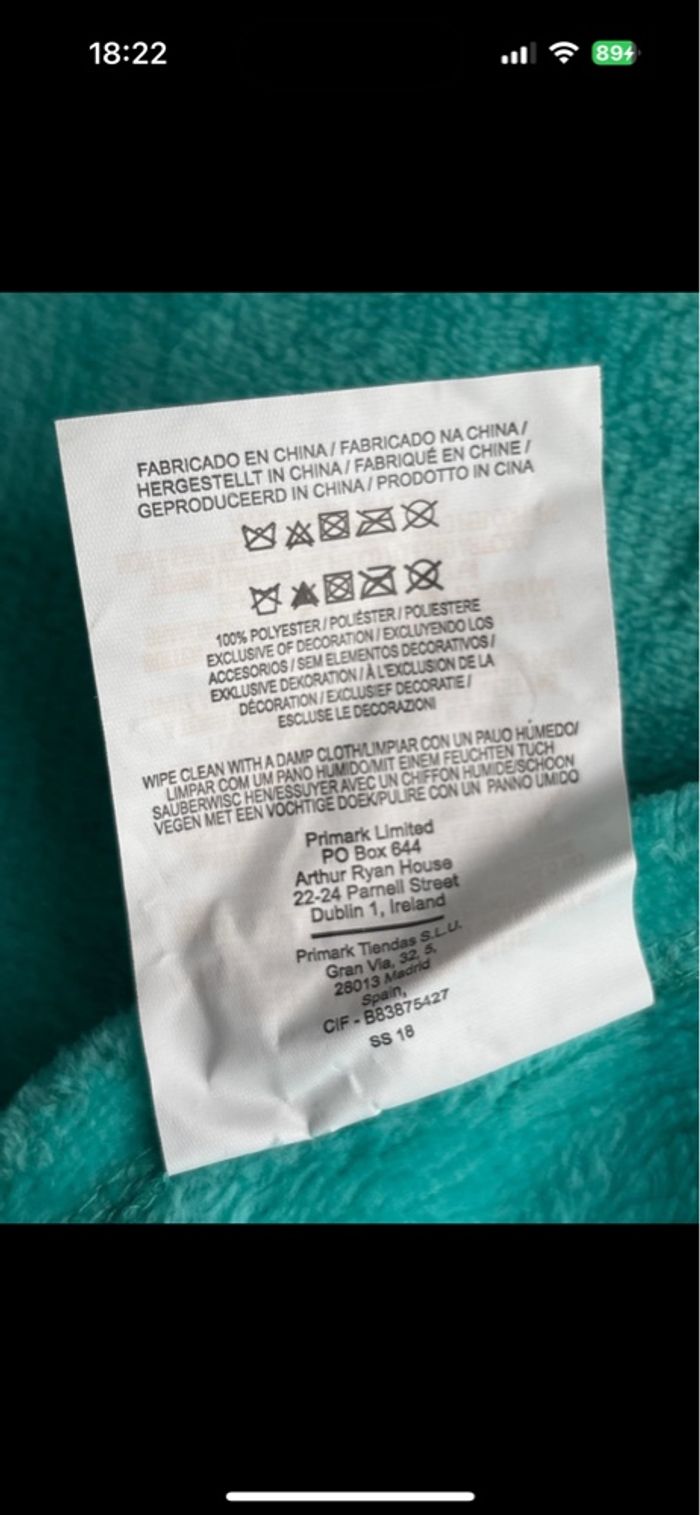 18:22
89
FABRICADO EN CHINA / FABRICADO NA CHINA /
HERGESTELLT IN CHINA / FABRIQUÉ EN CHINE /
GEPRODUCEERD IN CHINA / PRODOTTO IN CINA
100% POLYESTER / POLIÉSTER / POLIESTERE
EXCLUSIVE OF DECORATION / EXCLUYENDO LOS
ACCESORIOS / SEM ELEMENTOS DECORATIVOS /
EXKLUSIVE DEKORATION / À L'EXCLUSION DE LA
DÉCORATION / EXCLUSIEF DECORATIE /
ESCLUSE LE DECORAZIONI
WIPE CLEAN WITH A DAMP CLOTH/LIMPIAR CON UN PAUO HÚMEDO/
LIMPAR COM UM PANO HUMIDO/MIT EINEM FEUCHTEN TUCH
SAUBERWISC HEN/ESSUYER AVEC UN CHIFFON HUMIDE/SCHOON
VEGEN MET EEN VOCHTIGE DOEK/PULIRE CON UN PANNO UMIDO
Primark Limited
PO Box 644
Arthur Ryan House
22-24 Parnell Street
Dublin 1, Ireland
Primark Tiendas S.L.U.
Gran Via, 32, 5,
28013 Madrid
Spain,
CIF - B83875427
SS 18